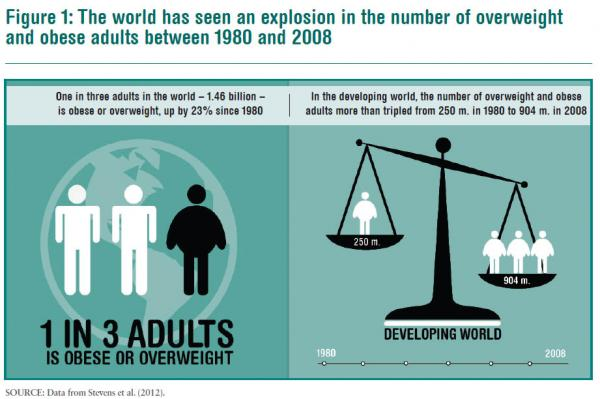 Figure 1: The world has seen an explosion in the number of overweight
and obese adults between 1980 and 2008
One in three adults in the world – 1.46 billion –
is obese or overweight, up by 23% since 1980
In the developing world, the number of overweight and obese
adults more than tripled from 250 m. in 1980 to 904 m. in 2008
250 m.
904 m.
1 IN 3 ADULTS
IS OBESE OR OVERWEIGHT
DEVELOPING WORLD
1980
2008
SOURCE: Data from Stevens et al. (2012).